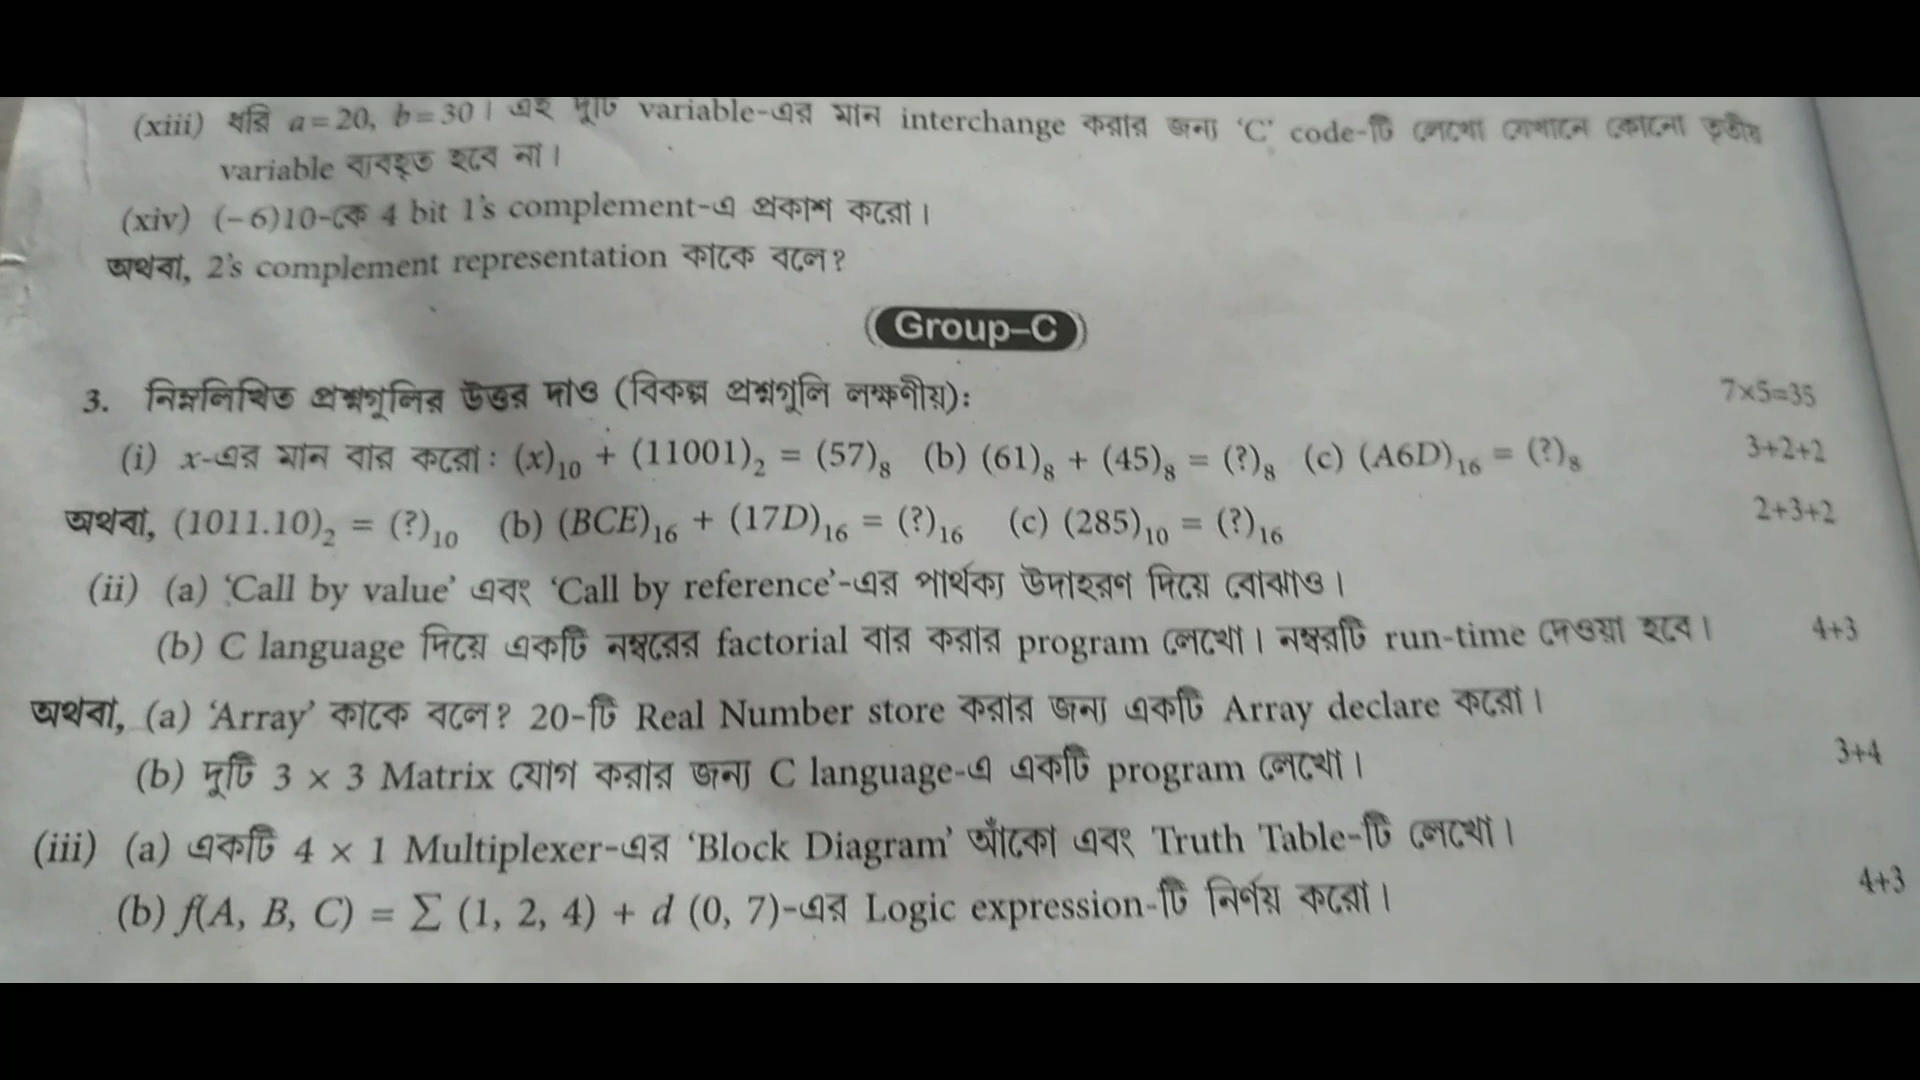 (xiii) ধরি a=20, b=30। এই দুটি variable-এর মান interchange করার জন্য ‘C’ code-টি লেখো যেখানে কোনো তৃতীয়
variable ব্যবহৃত হবে না।
(xiv) (–6)10-কে 4 bit 1’s complement-এ প্রকাশ করো।
অথবা, 2’s complement representation কাকে বলে?
Group–C
3. নিম্নলিখিত প্রশ্নগুলির উত্তর দাও (বিকল্প প্রশ্নগুলি লক্ষণীয়): 7×5=35
(i) x-এর মান বার করো: (x)₁₀ + (11001)₂ = (57)₈ (b) (61)₈ + (45)₈ = (?)₈ (c) (A6D)₁₆ = (?)₈ 3+2+2
অথবা, (1011.10)₂ = (?)₁₀ (b) (BCE)₁₆ + (17D)₁₆ = (?)₁₆ (c) (285)₁₀ = (?)₁₆ 2+3+2
(ii) (a) ‘Call by value’ এবং ‘Call by reference’-এর পার্থক্য উদাহরণ দিয়ে বোঝাও।
(b) C language দিয়ে একটি নম্বরের factorial বার করার program লেখো। নম্বরটি run-time দেওয়া হবে। 4+3
অথবা, (a) ‘Array’ কাকে বলে? 20-টি Real Number store করার জন্য একটি Array declare করো।
(b) দুটি 3 × 3 Matrix যোগ করার জন্য C language-এ একটি program লেখো। 3+4
(iii) (a) একটি 4 × 1 Multiplexer-এর ‘Block Diagram’ আঁকো এবং Truth Table-টি লেখো।
(b) f(A, B, C) = ∑ (1, 2, 4) + d (0, 7)-এর Logic expression-টি নির্ণয় করো। 4+3